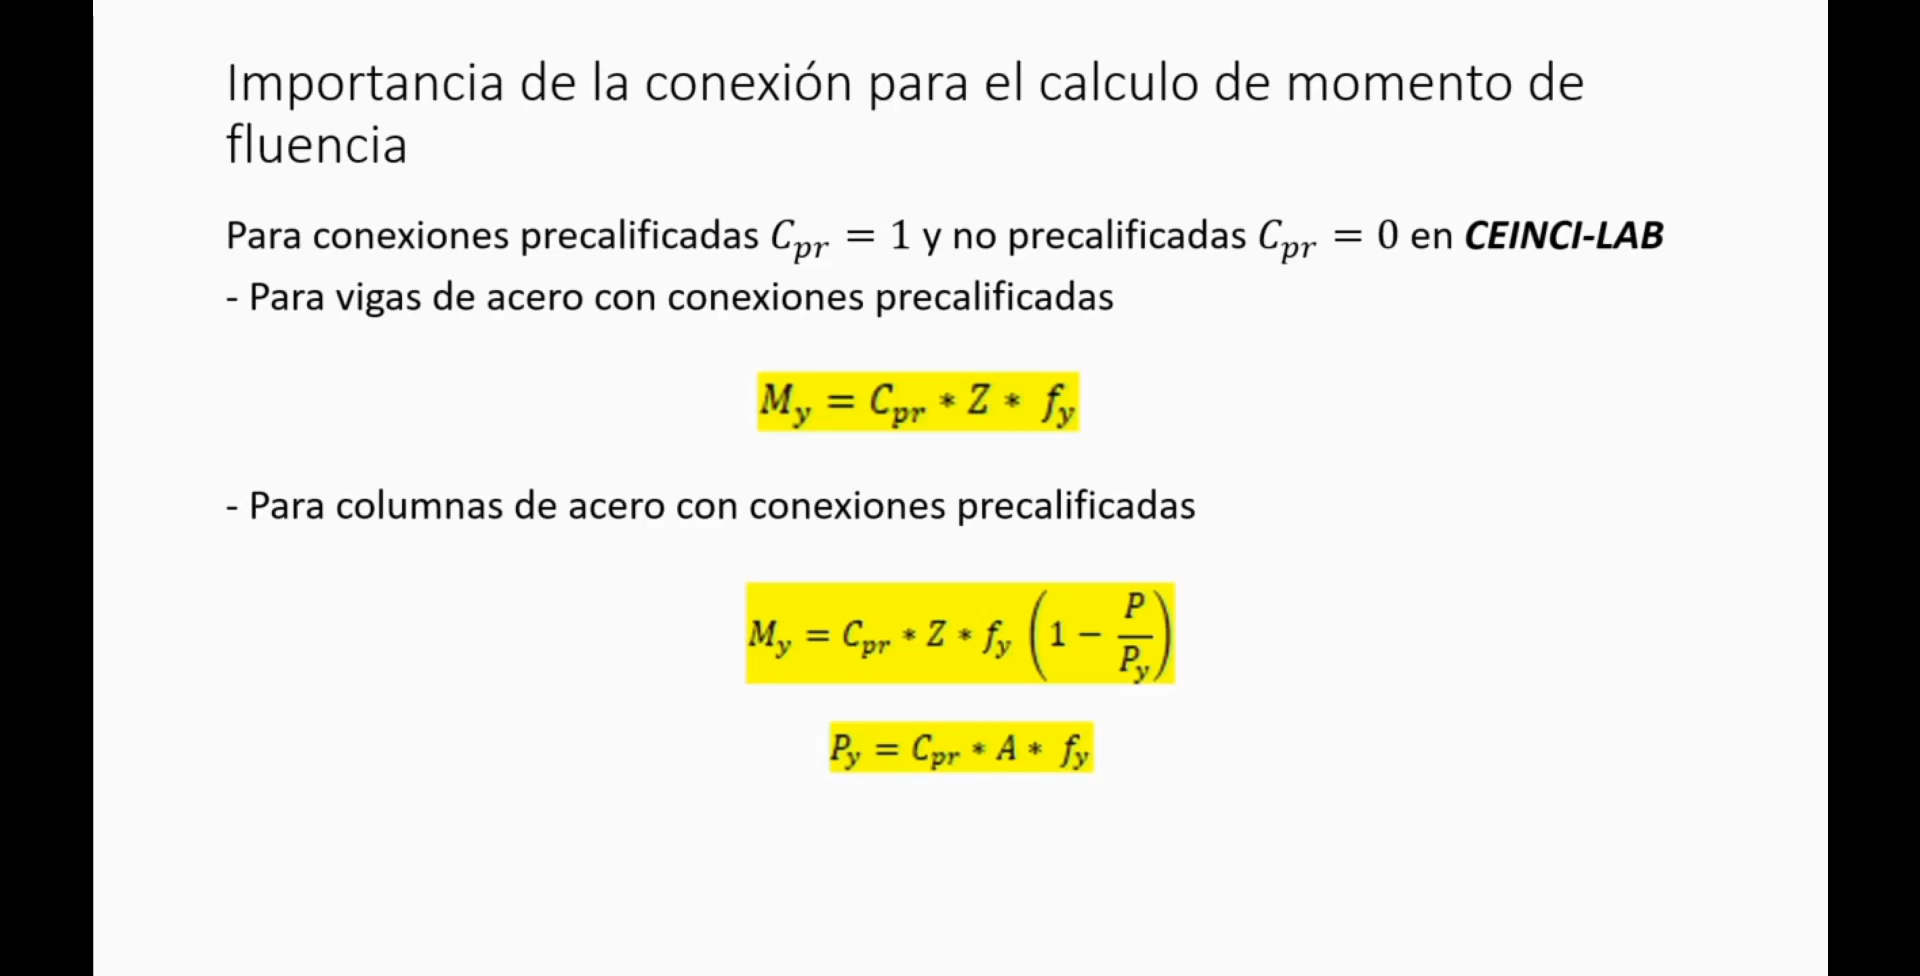 Importancia de la conexión para el calculo de momento de
fluencia
Para conexiones precalificadas C_pr = 1 y no precalificadas C_pr = 0 en CEINCI-LAB
- Para vigas de acero con conexiones precalificadas
M_y = C_pr * Z * f_y
- Para columnas de acero con conexiones precalificadas
M_y = C_pr * Z * f_y (1 − P/P_y)
P_y = C_pr * A * f_y